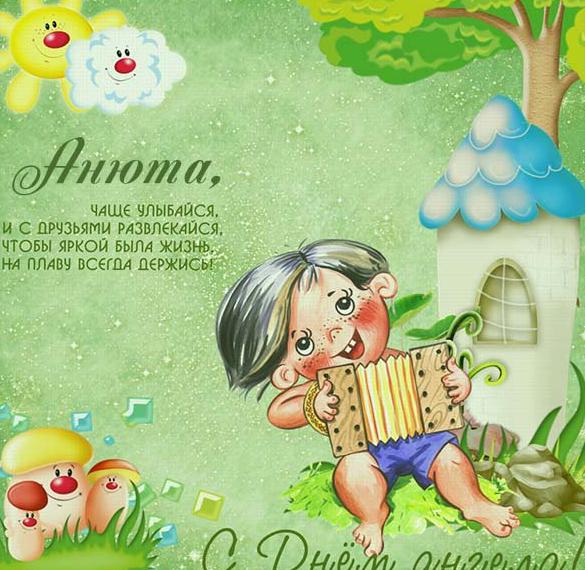 Анюта,
ЧАЩЕ УЛЫБАЙСЯ,
И С ДРУЗЬЯМИ РАЗВЛЕКАЙСЯ,
ЧТОБЫ ЯРКОЙ БЫЛА ЖИЗНЬ,
НА ПЛАВУ ВСЕГДА ДЕРЖИСЬ!
С Днём ангела!